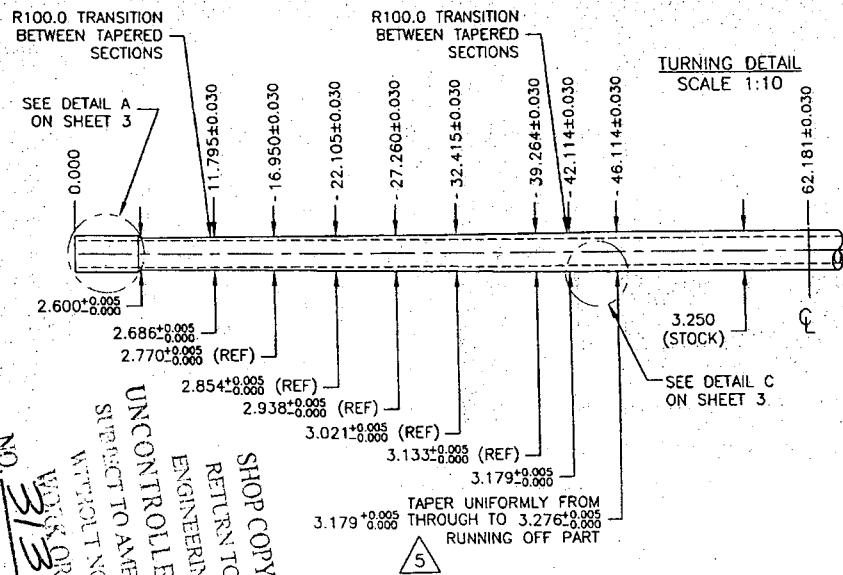 R100.0 TRANSITION
BETWEEN TAPERED
SECTIONS
R100.0 TRANSITION
BETWEEN TAPERED
SECTIONS
TURNING DETAIL
SCALE 1:10
SEE DETAIL A
ON SHEET 3
0.000
11.795±0.030
16.950±0.030
22.105±0.030
27.260±0.030
32.415±0.030
39.264±0.030
42.114±0.030
46.114±0.030
62.181±0.030
2.600+0.005-0.000
2.686+0.005-0.000
2.770+0.005-0.000 (REF)
2.854+0.005-0.000 (REF)
2.938+0.005-0.000 (REF)
3.021+0.005-0.000 (REF)
3.133+0.005-0.000 (REF)
3.179+0.005-0.000
3.250
(STOCK)
℄
SEE DETAIL C
ON SHEET 3
TAPER UNIFORMLY FROM
3.179+0.005-0.000 THROUGH TO 3.276+0.005-0.000
RUNNING OFF PART
5
SHOP COPY
RETURN TO
ENGINEERIN
UNCONTROLLE
SUBJECT TO AME
WITHOUT NO
WORK OR
NO. 313